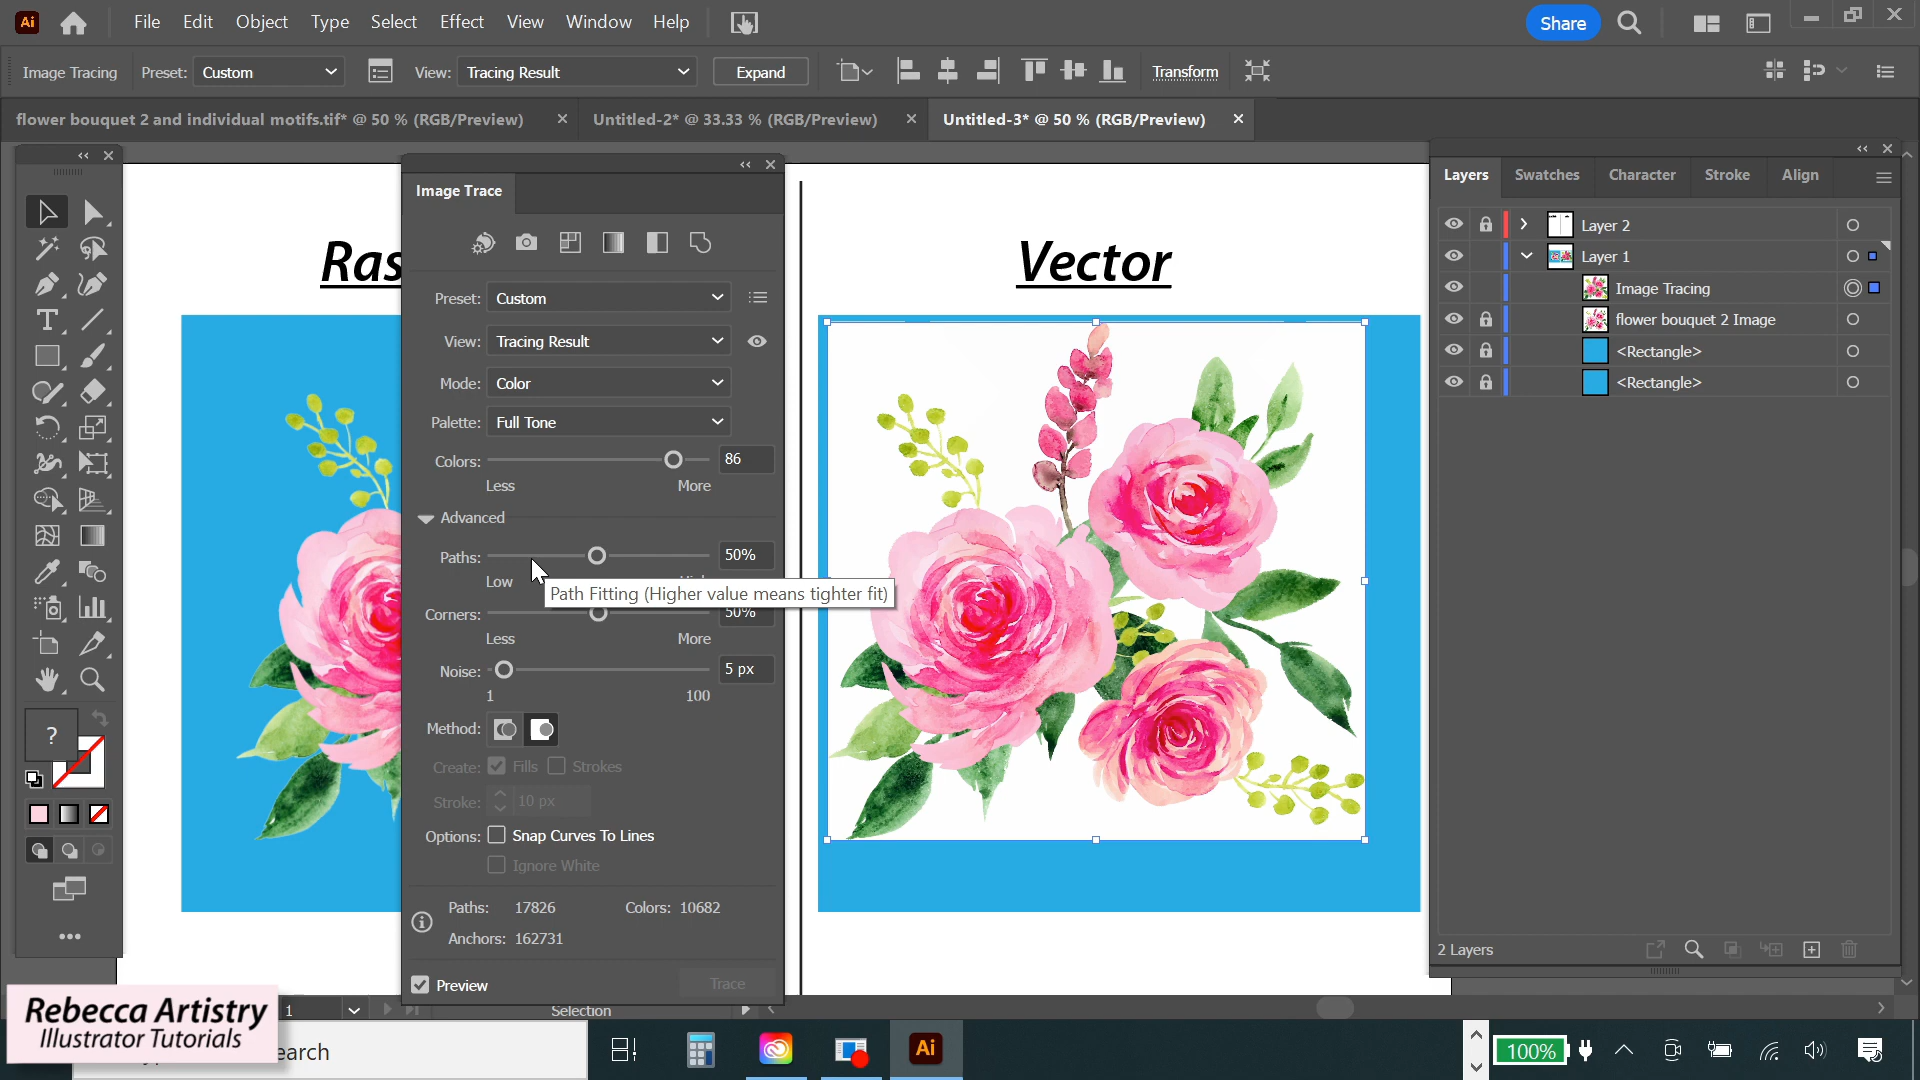 Ai File Edit Object Type Select Effect View Window Help Share
Image Tracing Preset: Custom View: Tracing Result Expand Transform
flower bouquet 2 and individual motifs.tif* @ 50 % (RGB/Preview) Untitled-2* @ 33.33 % (RGB/Preview) Untitled-3* @ 50 % (RGB/Preview)
Image Trace
Ras
Vector
Preset: Custom
View: Tracing Result
Mode: Color
Palette: Full Tone
Colors: 86
Less More
Advanced
Paths: 50%
Low
Path Fitting (Higher value means tighter fit)
Corners: 50%
Less More
Noise: 5 px
1 100
Method:
Create: Fills Strokes
Stroke: 10 px
Options: Snap Curves To Lines
Ignore White
Paths: 17826 Colors: 10682
Anchors: 162731
Preview Trace
Layers Swatches Character Stroke Align
Layer 2
Layer 1
Image Tracing
flower bouquet 2 Image
<Rectangle>
<Rectangle>
2 Layers
1 Selection
Rebecca Artistry
Illustrator Tutorials
earch
Ai
100%